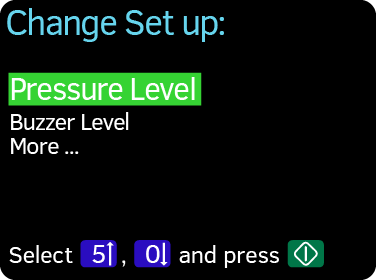 Change Set up:
Pressure Level
Buzzer Level
More ...
Select 5↑, 0↓ and press